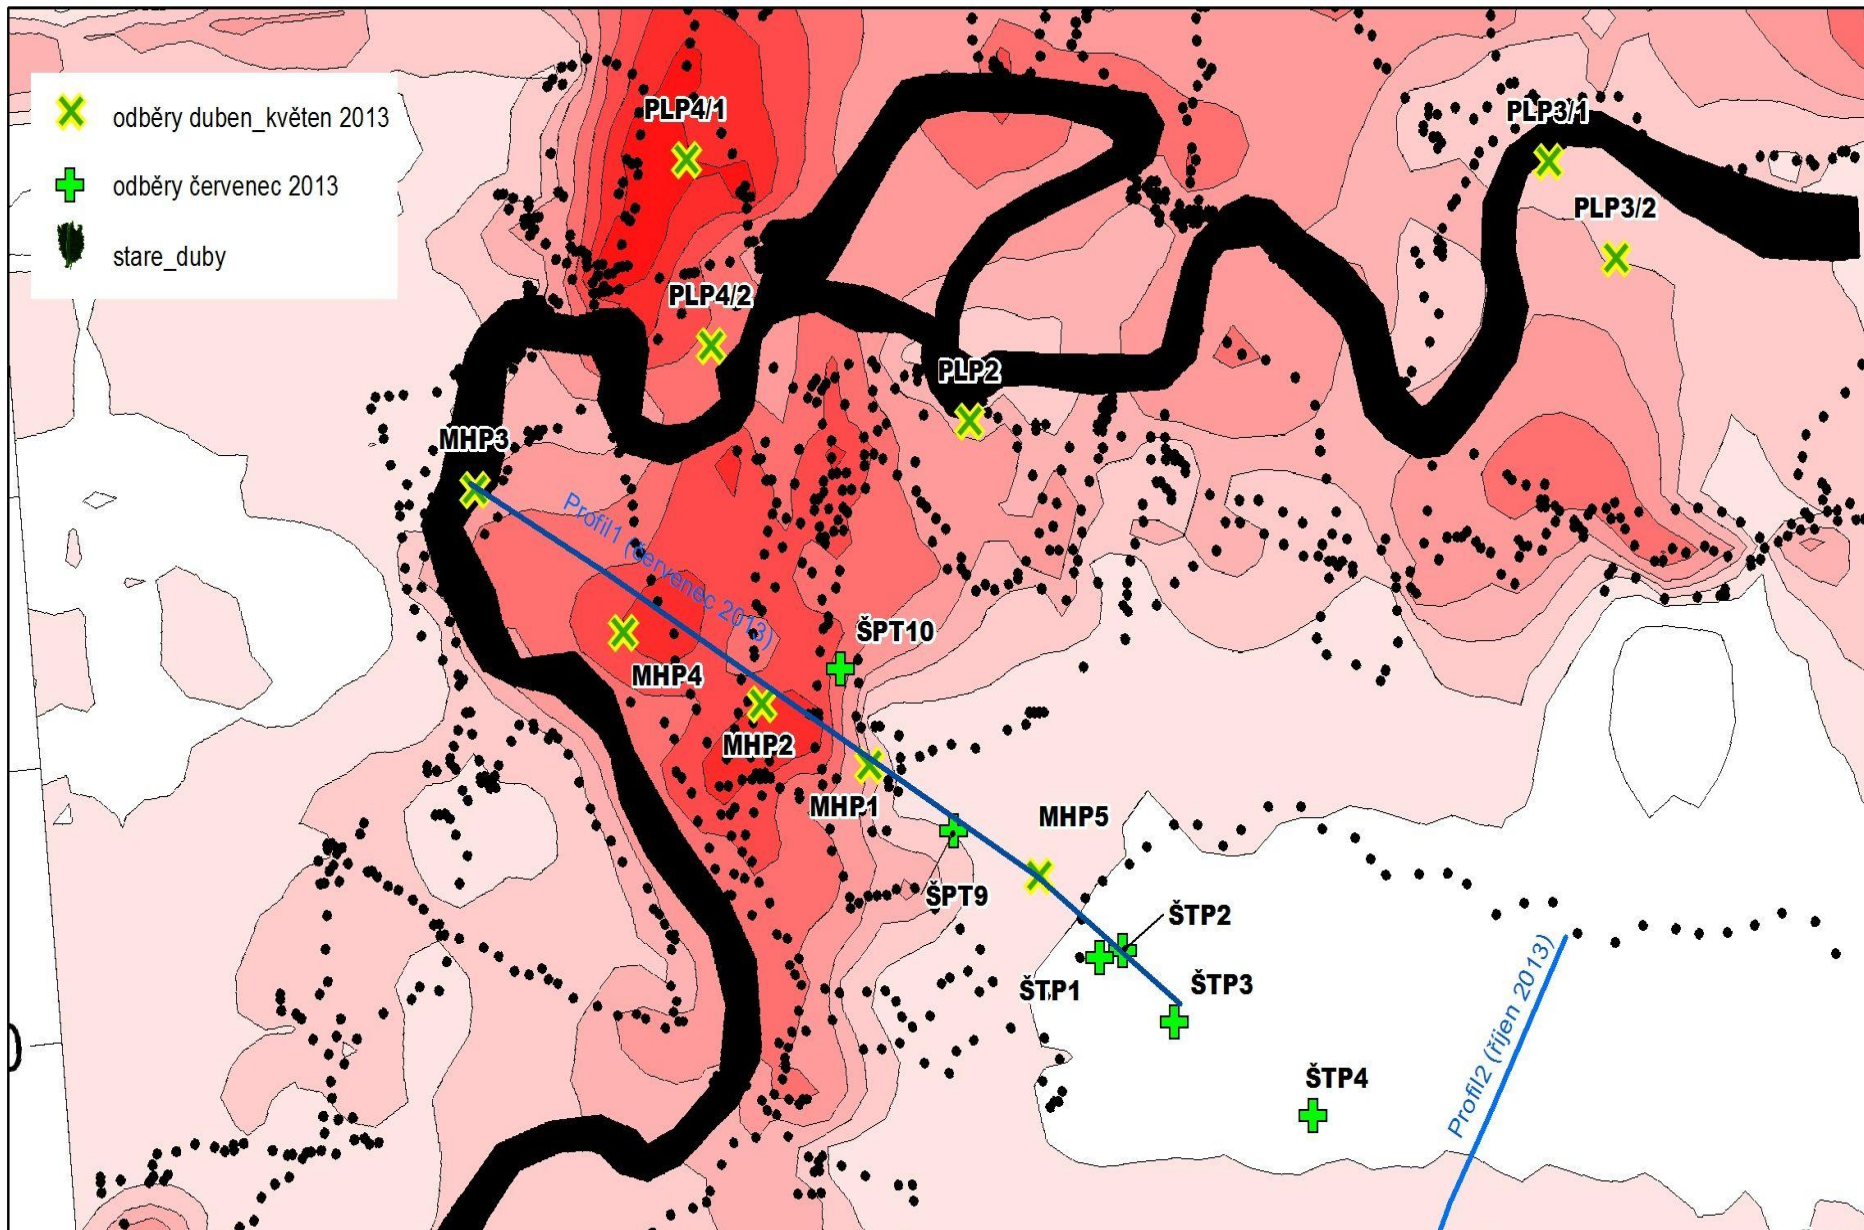 odběry duben_květen 2013
odběry červenec 2013
stare_duby
PLP4/1
PLP3/1
PLP3/2
PLP4/2
PLP2
MHP3
Profil1 (červenec 2013)
ŠPT10
MHP4
MHP2
MHP1
MHP5
ŠPT9
ŠTP2
ŠTP1
ŠTP3
ŠTP4
Profil2 (říjen 2013)